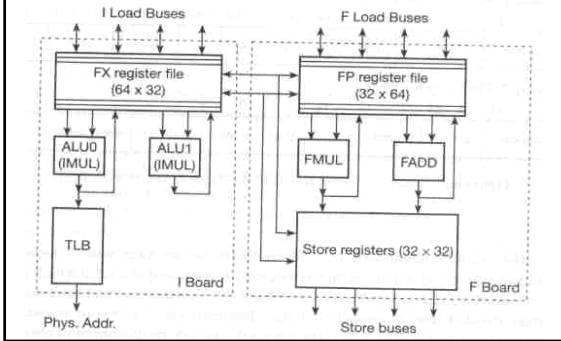 I Load Buses
F Load Buses
FX register file
(64 x 32)
FP register file
(32 x 64)
ALU0
(IMUL)
ALU1
(IMUL)
FMUL
FADD
TLB
Store registers (32 × 32)
I Board
F Board
Phys. Addr.
Store buses